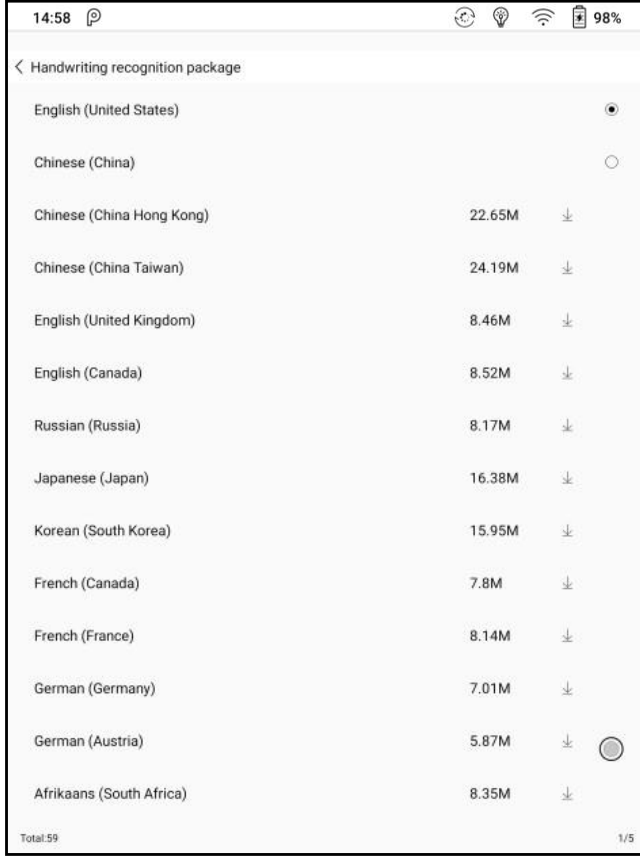 14:58 98%
Handwriting recognition package
English (United States)
Chinese (China)
Chinese (China Hong Kong) 22.65M
Chinese (China Taiwan) 24.19M
English (United Kingdom) 8.46M
English (Canada) 8.52M
Russian (Russia) 8.17M
Japanese (Japan) 16.38M
Korean (South Korea) 15.95M
French (Canada) 7.8M
French (France) 8.14M
German (Germany) 7.01M
German (Austria) 5.87M
Afrikaans (South Africa) 8.35M
Total:59 1/5